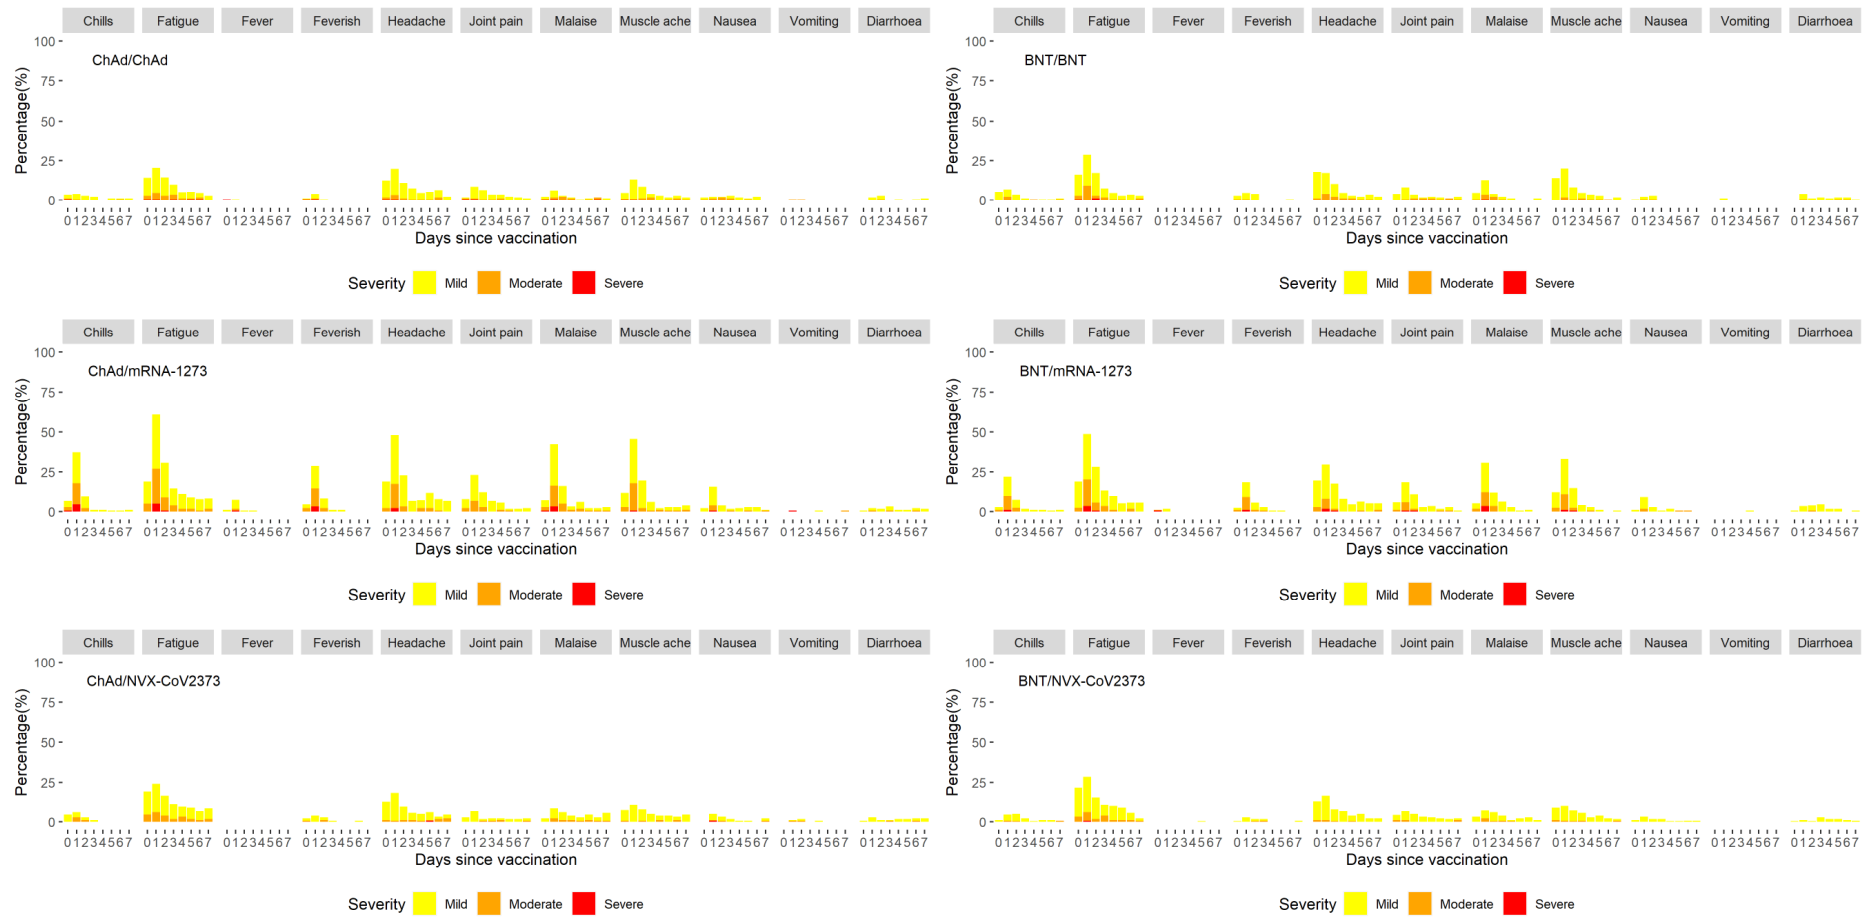 Chills Fatigue Fever Feverish Headache Joint pain Malaise Muscle ache Nausea Vomiting Diarrhoea
100
75
50
25
0
Percentage(%)
ChAd/ChAd
01234567 01234567 01234567 01234567 01234567 01234567 01234567 01234567 01234567 01234567 01234567
Days since vaccination
Severity Mild Moderate Severe
Chills Fatigue Fever Feverish Headache Joint pain Malaise Muscle ache Nausea Vomiting Diarrhoea
100
75
50
25
0
Percentage(%)
BNT/BNT
01234567 01234567 01234567 01234567 01234567 01234567 01234567 01234567 01234567 01234567 01234567
Days since vaccination
Severity Mild Moderate Severe
Chills Fatigue Fever Feverish Headache Joint pain Malaise Muscle ache Nausea Vomiting Diarrhoea
100
75
50
25
0
Percentage(%)
ChAd/mRNA-1273
01234567 01234567 01234567 01234567 01234567 01234567 01234567 01234567 01234567 01234567 01234567
Days since vaccination
Severity Mild Moderate Severe
Chills Fatigue Fever Feverish Headache Joint pain Malaise Muscle ache Nausea Vomiting Diarrhoea
100
75
50
25
0
Percentage(%)
BNT/mRNA-1273
01234567 01234567 01234567 01234567 01234567 01234567 01234567 01234567 01234567 01234567 01234567
Days since vaccination
Severity Mild Moderate Severe
Chills Fatigue Fever Feverish Headache Joint pain Malaise Muscle ache Nausea Vomiting Diarrhoea
100
75
50
25
0
Percentage(%)
ChAd/NVX-CoV2373
01234567 01234567 01234567 01234567 01234567 01234567 01234567 01234567 01234567 01234567 01234567
Days since vaccination
Severity Mild Moderate Severe
Chills Fatigue Fever Feverish Headache Joint pain Malaise Muscle ache Nausea Vomiting Diarrhoea
100
75
50
25
0
Percentage(%)
BNT/NVX-CoV2373
01234567 01234567 01234567 01234567 01234567 01234567 01234567 01234567 01234567 01234567 01234567
Days since vaccination
Severity Mild Moderate Severe